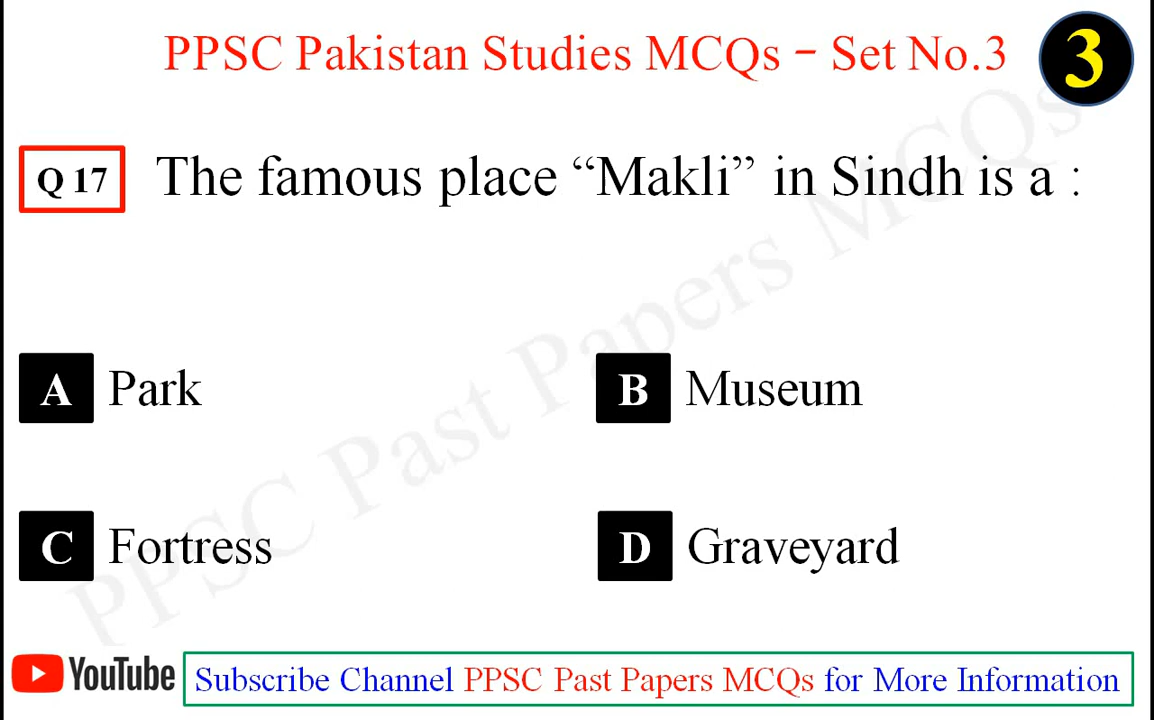 PPSC Pakistan Studies MCQs – Set No.3
3
Q 17 The famous place “Makli” in Sindh is a :
A Park
B Museum
C Fortress
D Graveyard
PPSC Past Papers MCQs
YouTube Subscribe Channel PPSC Past Papers MCQs for More Information